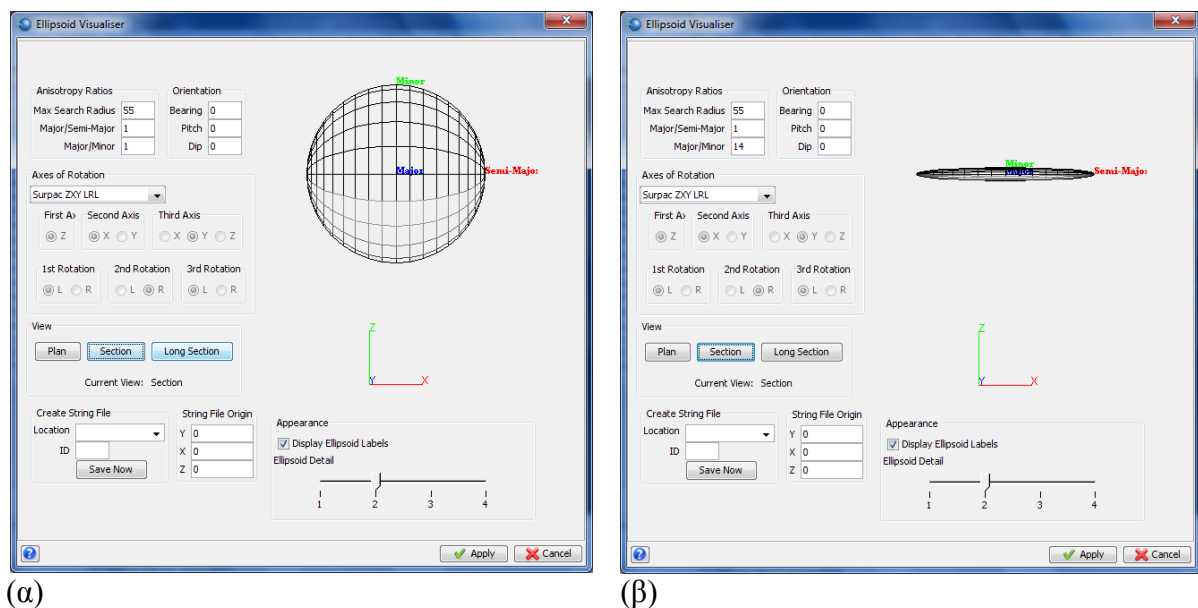 Ellipsoid Visualiser
Anisotropy Ratios
Orientation
Max Search Radius 55
Bearing 0
Major/Semi-Major 1
Pitch 0
Major/Minor 1
Dip 0
Axes of Rotation
Surpac ZXY LRL
First A Second Axis Third Axis
Z X Y X Y Z
1st Rotation 2nd Rotation 3rd Rotation
L R L R L R
View
Plan Section Long Section
Current View: Section
Create String File
String File Origin
Location
Y 0
ID
X 0
Save Now
Z 0
Minor
Major
Semi-Major
Z
Y X
Appearance
Display Ellipsoid Labels
Ellipsoid Detail
1 2 3 4
? Apply Cancel
(α)
Ellipsoid Visualiser
Anisotropy Ratios
Orientation
Max Search Radius 55
Bearing 0
Major/Semi-Major 1
Pitch 0
Major/Minor 14
Dip 0
Axes of Rotation
Surpac ZXY LRL
First A Second Axis Third Axis
Z X Y X Y Z
1st Rotation 2nd Rotation 3rd Rotation
L R L R L R
View
Plan Section Long Section
Current View: Section
Create String File
String File Origin
Location
Y 0
ID
X 0
Save Now
Z 0
Minor
Major
Semi-Major
Z
Y X
Appearance
Display Ellipsoid Labels
Ellipsoid Detail
1 2 3 4
? Apply Cancel
(β)